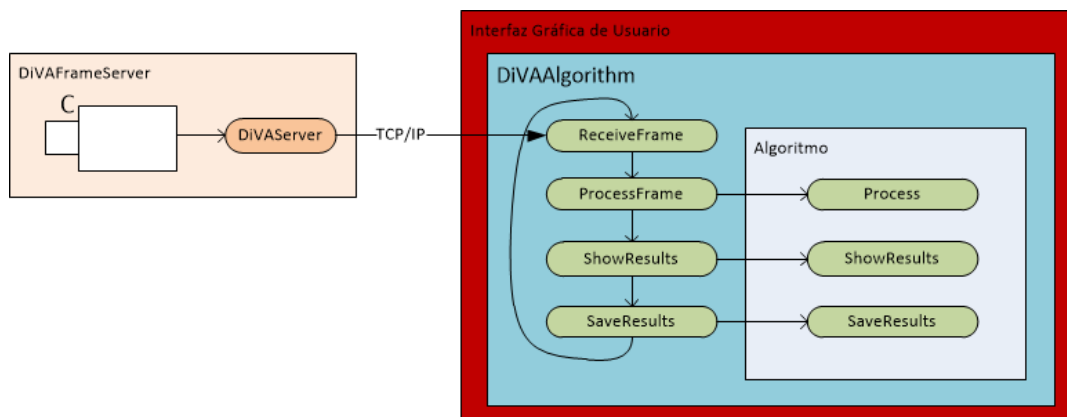 Interfaz Gráfica de Usuario
DiVAFrameServer
C
DiVAServer
TCP/IP
DiVAAlgorithm
ReceiveFrame
ProcessFrame
ShowResults
SaveResults
Algoritmo
Process
ShowResults
SaveResults